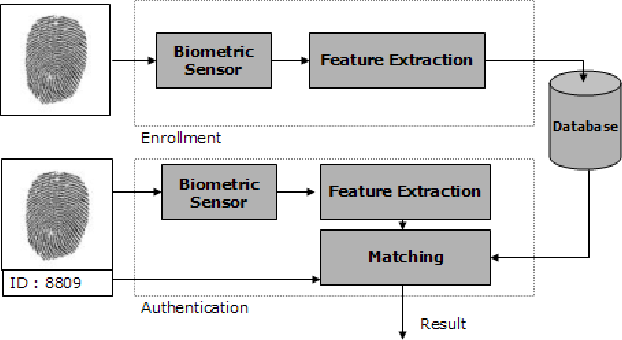 Biometric
Sensor
Feature Extraction
Enrollment
Database
Biometric
Sensor
Feature Extraction
Matching
ID : 8809
Authentication
Result